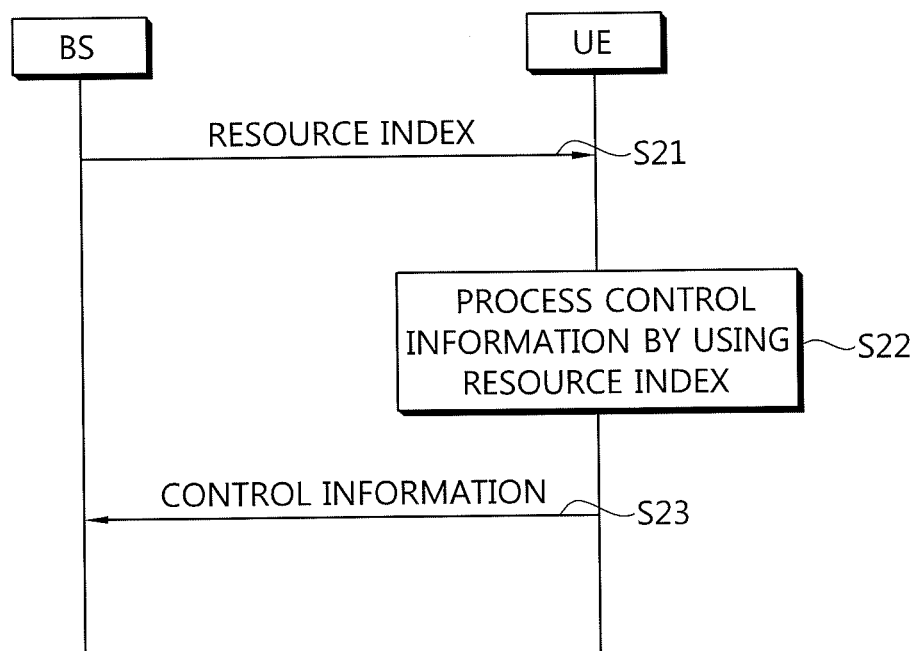 BS
UE
RESOURCE INDEX
S21
PROCESS CONTROL
INFORMATION BY USING
RESOURCE INDEX
S22
CONTROL INFORMATION
S23